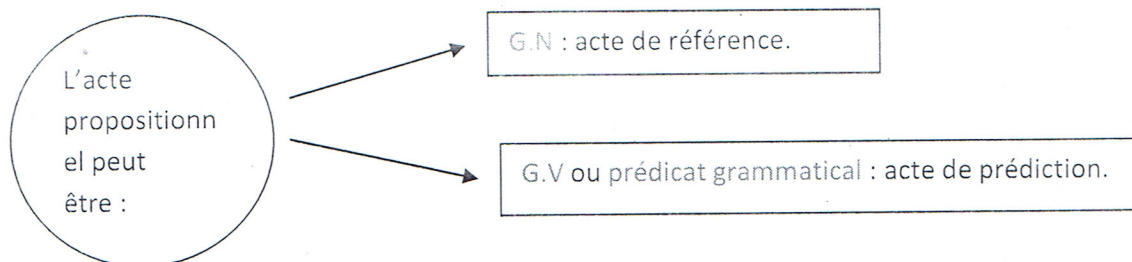 L'acte
propositionn
el peut
être :
G.N : acte de référence.
G.V ou prédicat grammatical : acte de prédiction.